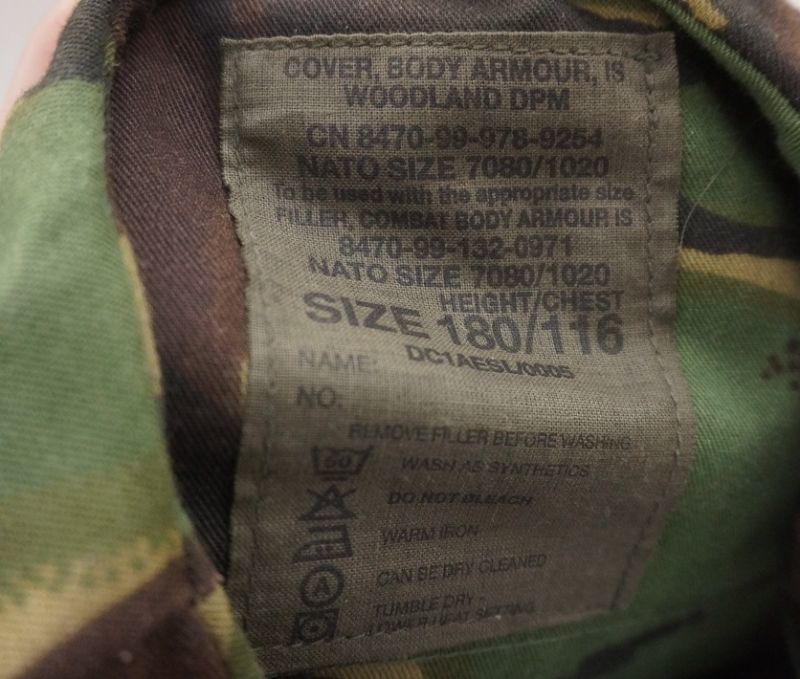 COVER, BODY ARMOUR, IS
WOODLAND DPM
CN 8470-99-978-9254
NATO SIZE 7080/1020
To be used with the appropriate size
FILLER, COMBAT BODY ARMOUR IS
8470-99-132-0971
NATO SIZE 7080/1020
HEIGHT/CHEST
SIZE 180/116
DC1AESL/0005
NAME:
NO:
REMOVE FILLER BEFORE WASHING
WASH AS SYNTHETICS
DO NOT BLEACH
WARM IRON
CAN BE DRY CLEANED
TUMBLE DRY -
LOWER HEAT SETTING